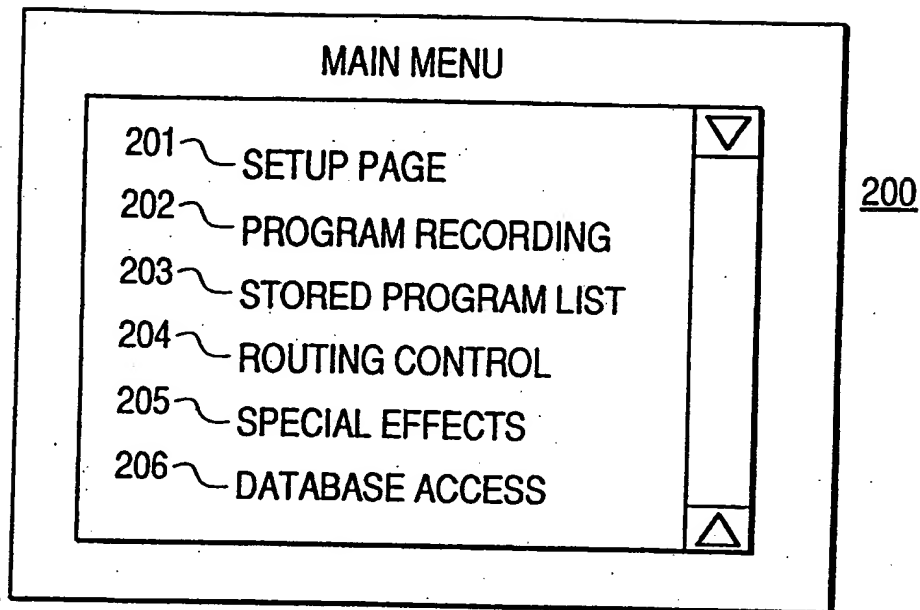 MAIN MENU
201 SETUP PAGE
202 PROGRAM RECORDING
200
203 STORED PROGRAM LIST
204 ROUTING CONTROL
205 SPECIAL EFFECTS
206 DATABASE ACCESS